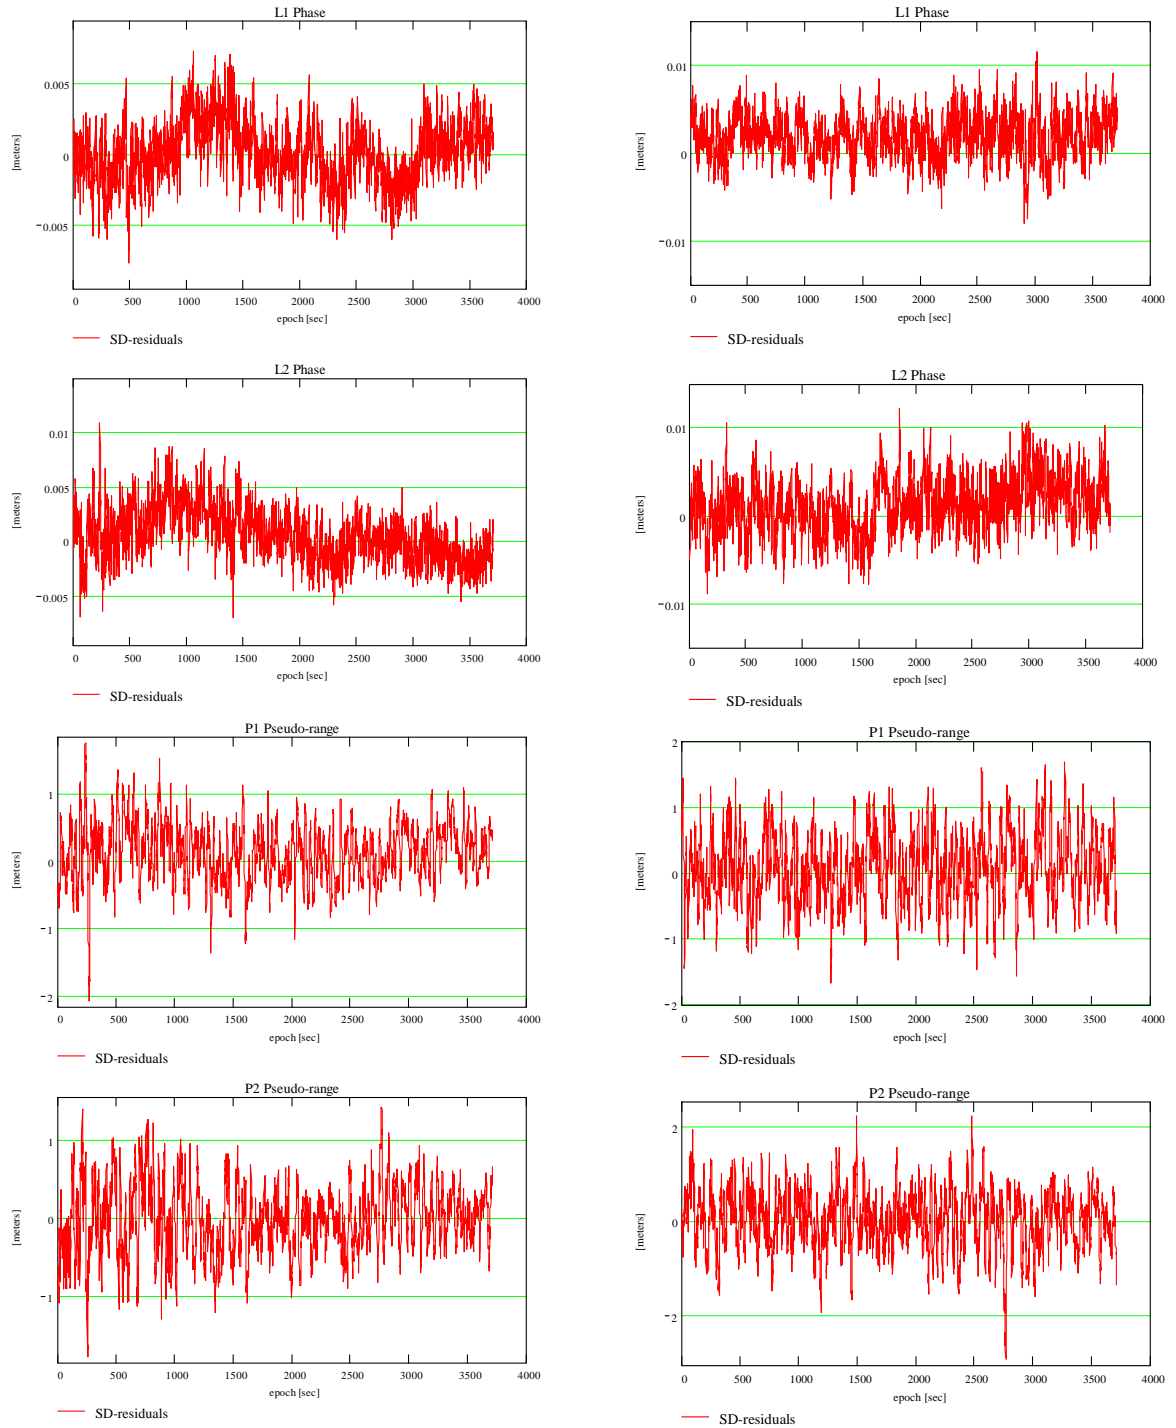 L1 Phase
0.005
0
−0.005
[meters]
0 500 1000 1500 2000 2500 3000 3500 4000
epoch [sec]
SD-residuals
L1 Phase
0.01
0
−0.01
[meters]
0 500 1000 1500 2000 2500 3000 3500 4000
epoch [sec]
SD-residuals
L2 Phase
0.01
0.005
0
−0.005
[meters]
0 500 1000 1500 2000 2500 3000 3500 4000
epoch [sec]
SD-residuals
L2 Phase
0.01
0
−0.01
[meters]
0 500 1000 1500 2000 2500 3000 3500 4000
epoch [sec]
SD-residuals
P1 Pseudo-range
1
0
−1
−2
[meters]
0 500 1000 1500 2000 2500 3000 3500 4000
epoch [sec]
SD-residuals
P1 Pseudo-range
2
1
0
−1
−2
[meters]
0 500 1000 1500 2000 2500 3000 3500 4000
epoch [sec]
SD-residuals
P2 Pseudo-range
1
0
−1
[meters]
0 500 1000 1500 2000 2500 3000 3500 4000
epoch [sec]
SD-residuals
P2 Pseudo-range
2
0
−2
[meters]
0 500 1000 1500 2000 2500 3000 3500 4000
epoch [sec]
SD-residuals